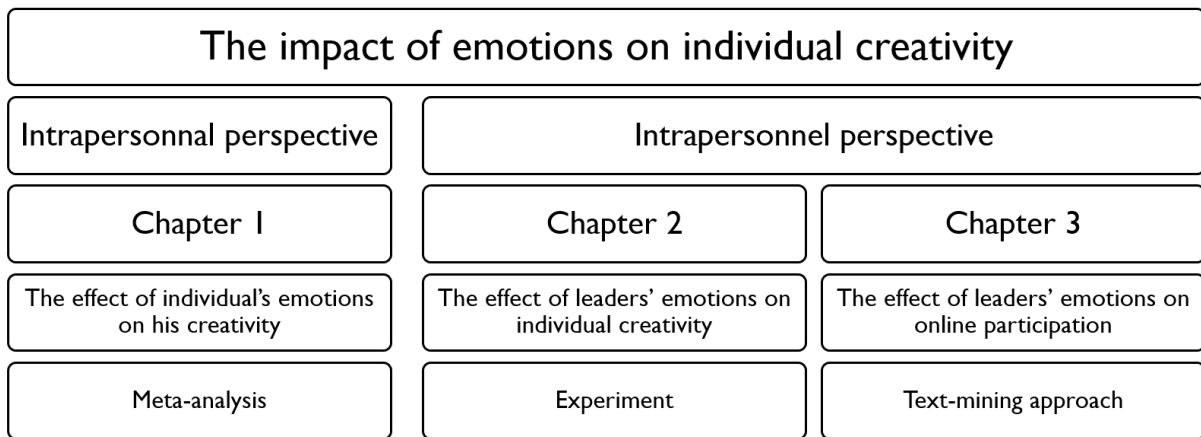 The impact of emotions on individual creativity
Intrapersonnal perspective
Intrapersonnel perspective
Chapter 1
Chapter 2
Chapter 3
The effect of individual's emotions
on his creativity
The effect of leaders' emotions on
individual creativity
The effect of leaders' emotions on
online participation
Meta-analysis
Experiment
Text-mining approach